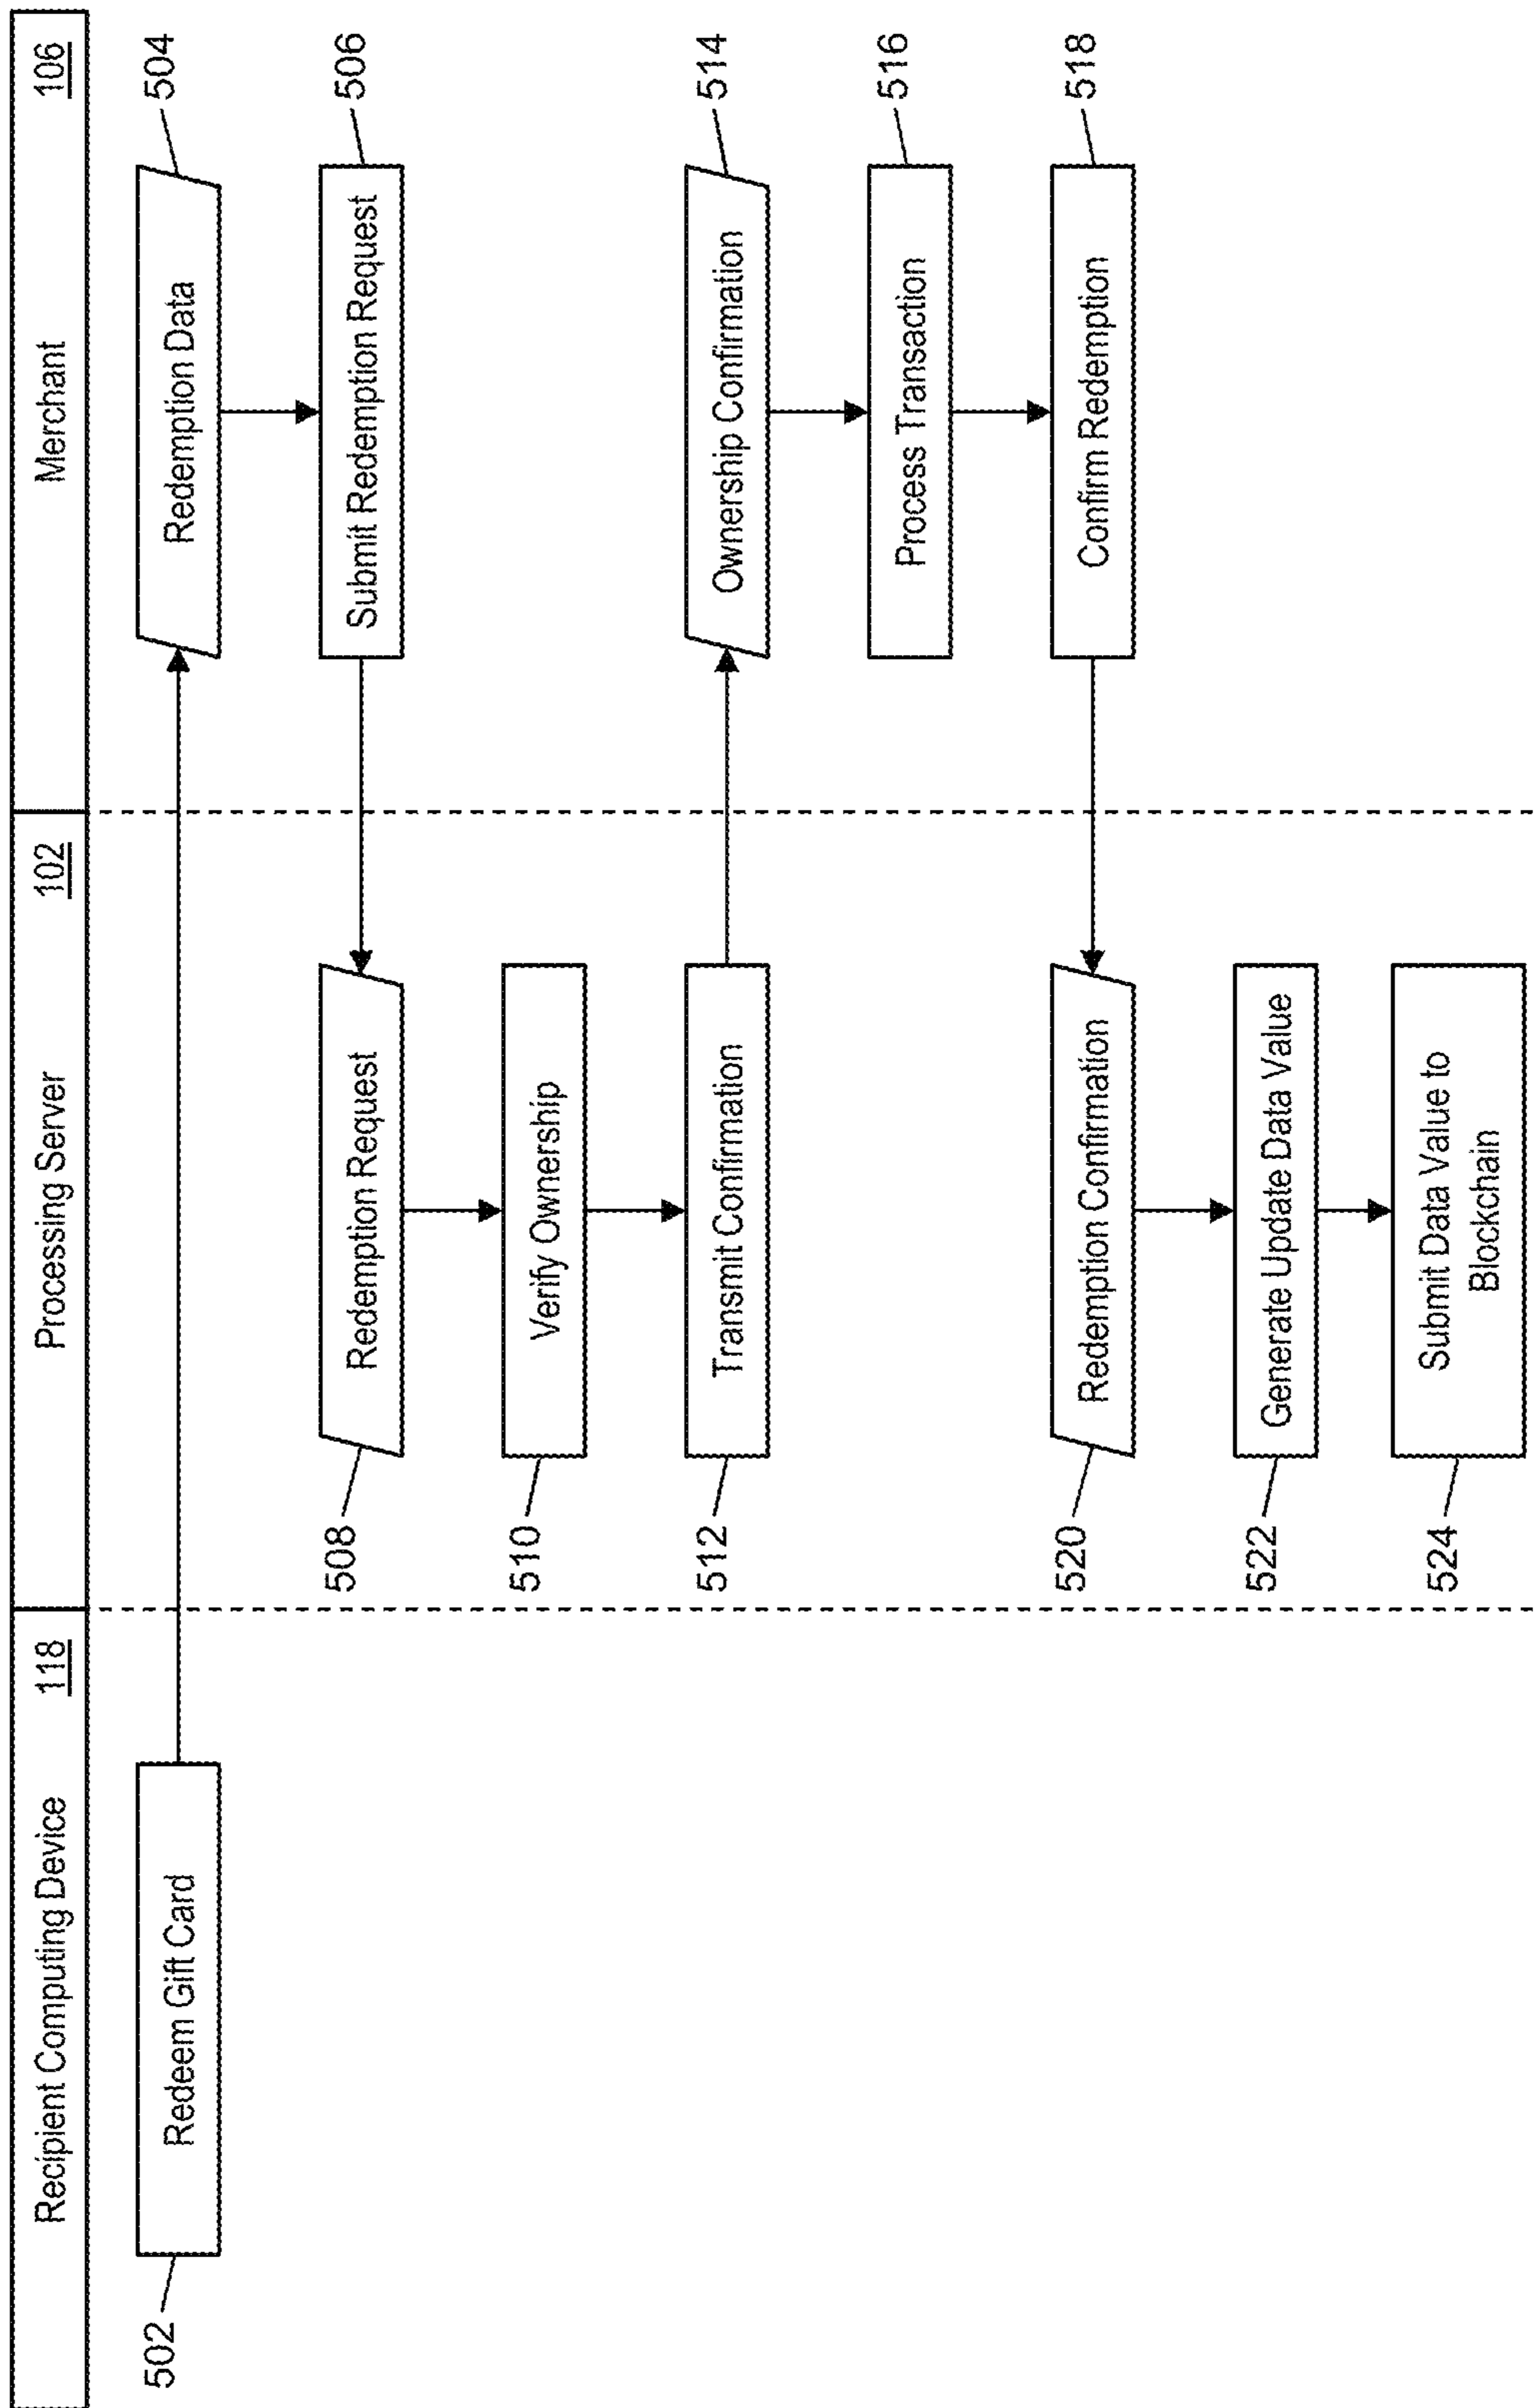 Recipient Computing Device 118
Processing Server 102
Merchant 106
502
Redeem Gift Card
Redemption Data
504
Submit Redemption Request
506
508
Redemption Request
510
Verify Ownership
512
Transmit Confirmation
Ownership Confirmation
514
Process Transaction
516
Confirm Redemption
518
520
Redemption Confirmation
522
Generate Update Data Value
524
Submit Data Value to
Blockchain